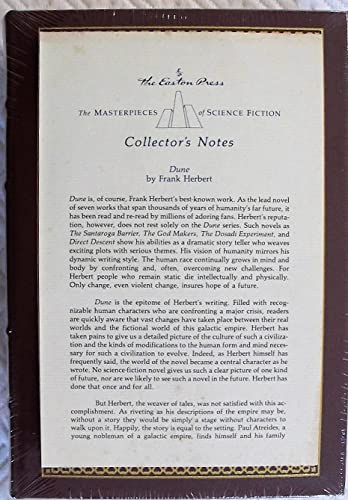 The Easton Press
The MASTERPIECES of SCIENCE FICTION
Collector's Notes
Dune
by Frank Herbert
Dune is, of course, Frank Herbert's best-known work. As the lead novel
of seven works that span thousands of years of humanity's far future, it
has been read and re-read by millions of adoring fans. Herbert's reputa-
tion, however, does not rest solely on the Dune series. Such novels as
The Santaroga Barrier, The God Makers, The Dosadi Experiment, and
Direct Descent show his abilities as a dramatic story teller who weaves
exciting plots with serious themes. His vision of humanity mirrors his
dynamic writing style. The human race continually grows in mind and
body by confronting and, often, overcoming new challenges. For
Herbert people who remain static die intellectually and physically.
Only change, even violent change, insures hope of a future.
Dune is the epitome of Herbert's writing. Filled with recog-
nizable human characters who are confronting a major crisis, readers
are quickly aware that vast changes have taken place between their real
worlds and the fictional world of this galactic empire. Herbert has
taken pains to give us a detailed picture of the culture of such a civiliza-
tion and the kinds of modifications to the human form and mind neces-
sary for such a civilization to evolve. Indeed, as Herbert himself has
frequently said, the world of the novel became a central character as he
wrote. No science-fiction novel gives us such a clear picture of one kind
of future, nor are we likely to see such a novel in the future. Herbert has
done that once and for all.
But Herbert, the weaver of tales, was not satisfied with this ac-
complishment. As riveting as his descriptions of the empire may be,
without a story they would be simply a stage without characters to
walk upon it. Happily, the story is equal to the setting. Paul Atreides, a
young nobleman of a galactic empire, finds himself and his family